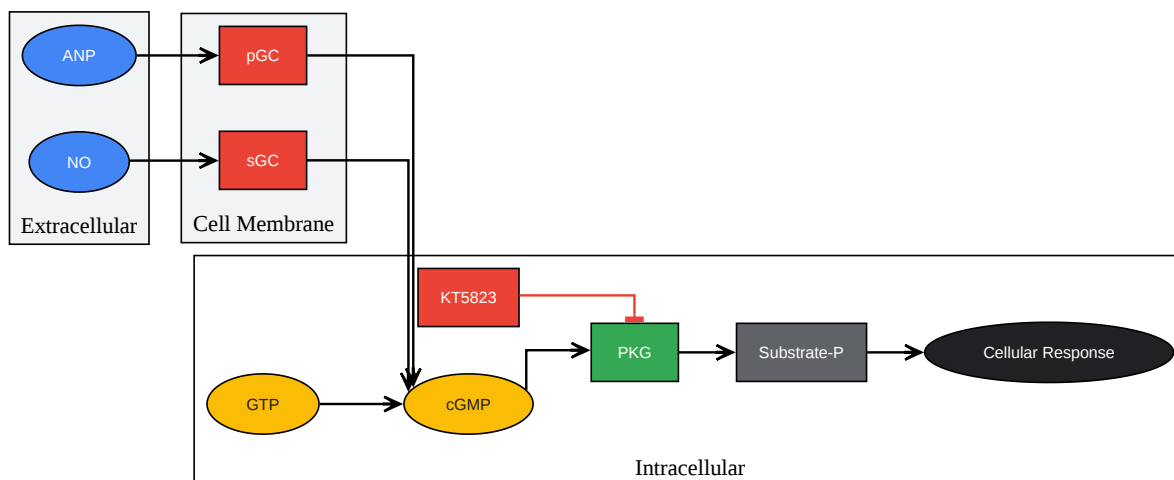 ANP
pGC
NO
sGC
Extracellular
Cell Membrane
KT5823
PKG
Substrate-P
Cellular Response
GTP
cGMP
Intracellular